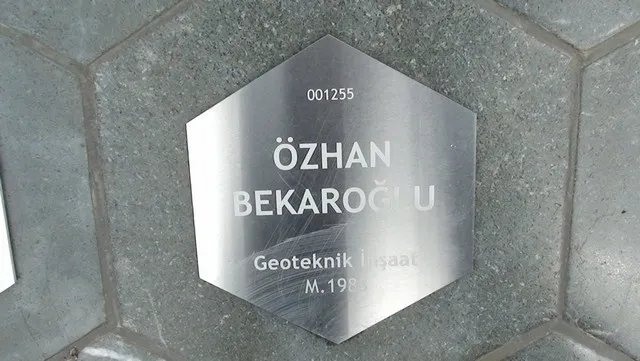 001255
ÖZHAN
BEKAROĞLU
Geoteknik İnşaat